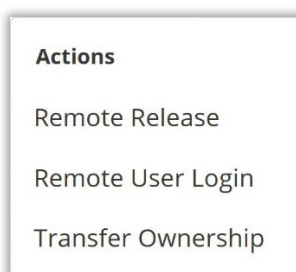 Actions
Remote Release
Remote User Login
Transfer Ownership